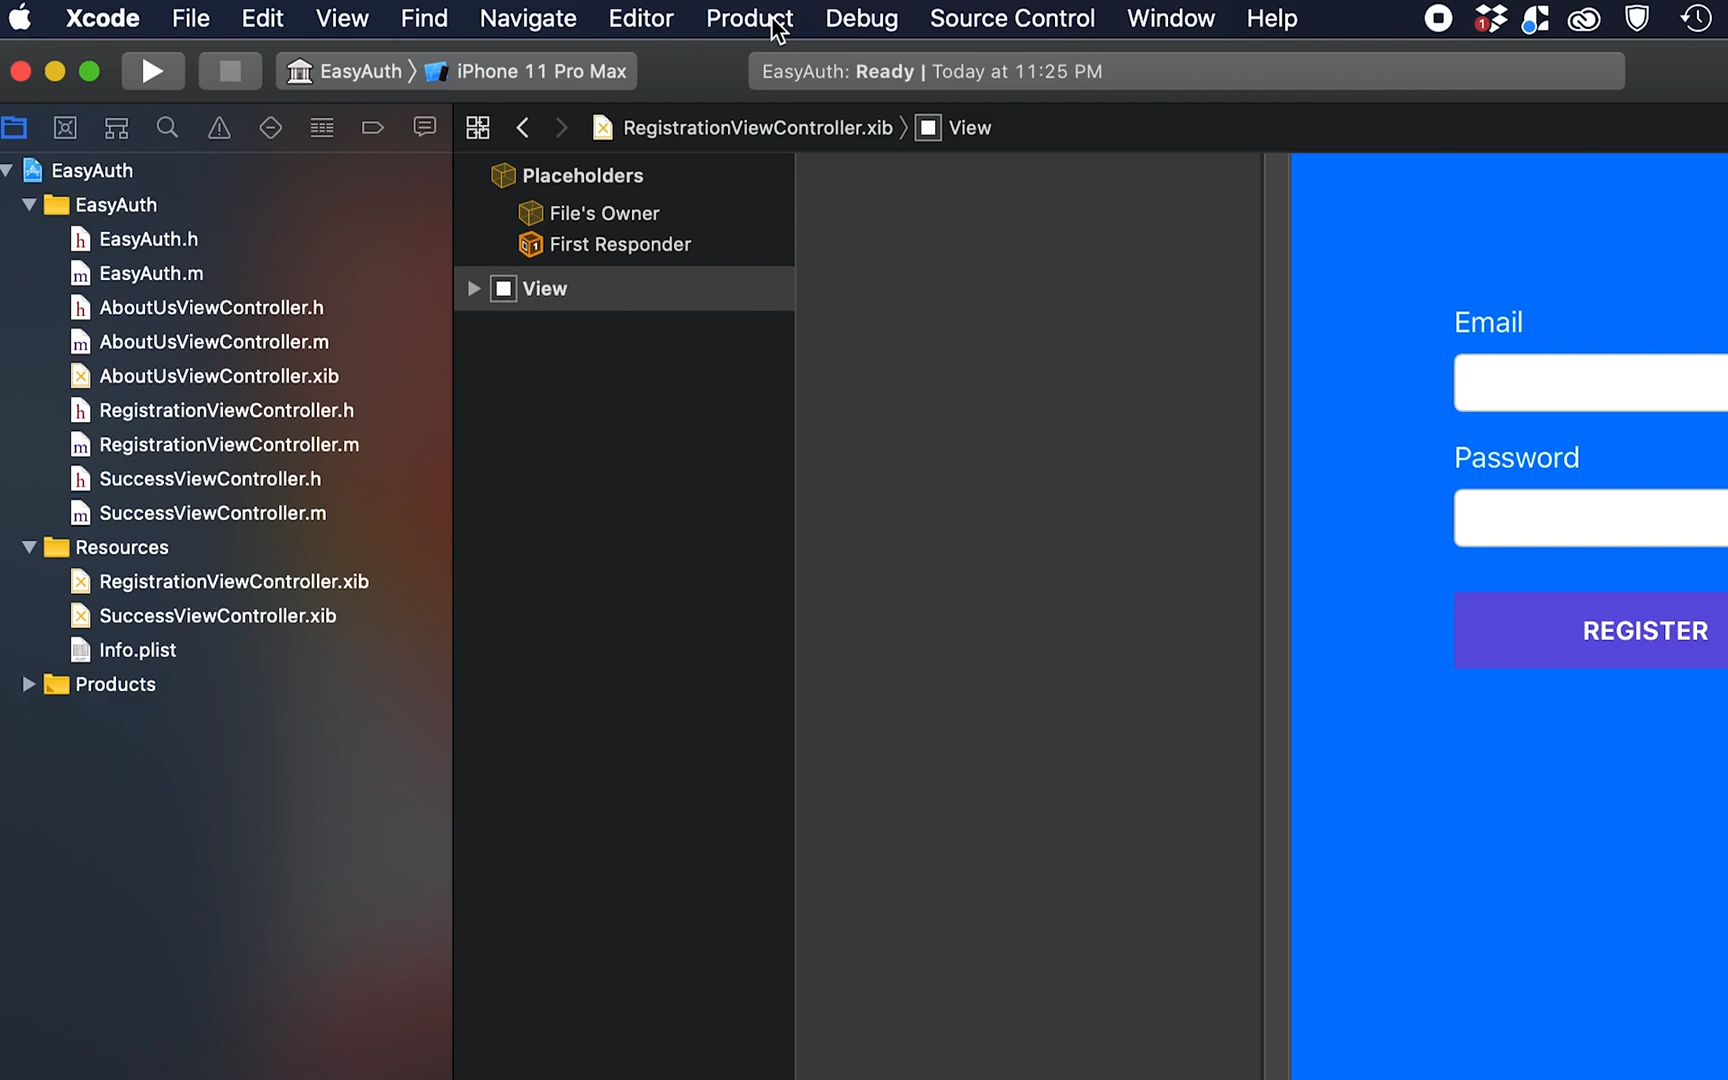 Xcode File Edit View Find Navigate Editor Product Debug Source Control Window Help
EasyAuth 〉 iPhone 11 Pro Max
EasyAuth: Ready | Today at 11:25 PM
RegistrationViewController.xib 〉 View
EasyAuth
EasyAuth
h EasyAuth.h
m EasyAuth.m
h AboutUsViewController.h
m AboutUsViewController.m
AboutUsViewController.xib
h RegistrationViewController.h
m RegistrationViewController.m
h SuccessViewController.h
m SuccessViewController.m
Resources
RegistrationViewController.xib
SuccessViewController.xib
Info.plist
Products
Placeholders
File's Owner
First Responder
View
Email
Password
REGISTER